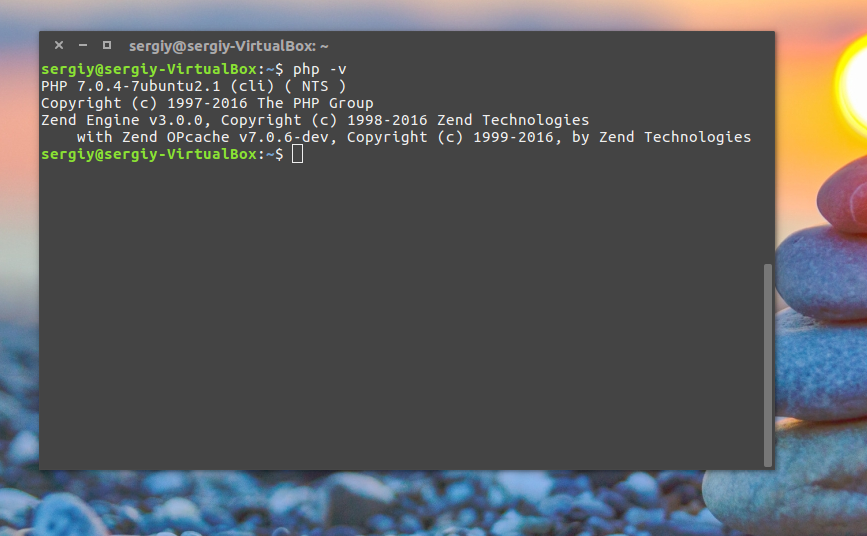 sergiy@sergiy-VirtualBox: ~
sergiy@sergiy-VirtualBox:~$ php -v
PHP 7.0.4-7ubuntu2.1 (cli) ( NTS )
Copyright (c) 1997-2016 The PHP Group
Zend Engine v3.0.0, Copyright (c) 1998-2016 Zend Technologies
    with Zend OPcache v7.0.6-dev, Copyright (c) 1999-2016, by Zend Technologies
sergiy@sergiy-VirtualBox:~$